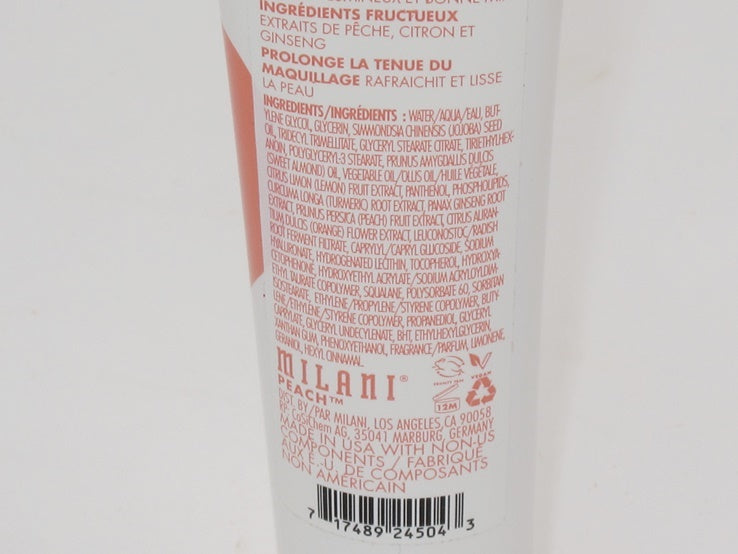 LUMINEUX ET BONNE MINE
INGRÉDIENTS FRUCTUEUX
EXTRAITS DE PÊCHE, CITRON ET
GINSENG
PROLONGE LA TENUE DU
MAQUILLAGE RAFRAICHIT ET LISSE
LA PEAU
INGREDIENTS/INGRÉDIENTS : WATER/AQUA/EAU, BUT-
YLENE GLYCOL, GLYCERIN, SIMMONDSIA CHINENSIS (JOJOBA) SEED
OIL, TRIDECYL TRIMELLITATE, GLYCERYL STEARATE CITRATE, TRIETHYLHEX-
ANOIN, POLYGLYCERYL-3 STEARATE, PRUNUS AMYGDALUS DULCIS
(SWEET ALMOND) OIL, VEGETABLE OIL/OLUS OIL/HUILE VÉGÉTALE,
CITRUS LIMON (LEMON) FRUIT EXTRACT, PANTHENOL, PHOSPHOLIPIDS,
CURCUMA LONGA (TURMERIC) ROOT EXTRACT, PANAX GINSENG ROOT
EXTRACT, PRUNUS PERSICA (PEACH) FRUIT EXTRACT, CITRUS AURAN-
TIUM DULCIS (ORANGE) FLOWER EXTRACT, LEUCONOSTOC/RADISH
ROOT FERMENT FILTRATE, CAPRYLYL/CAPRYL GLUCOSIDE, SODIUM
HYALURONATE, HYDROGENATED LECITHIN, TOCOPHEROL, HYDROXYA-
CETOPHENONE, HYDROXYETHYL ACRYLATE/SODIUM ACRYLOYLDIM-
ETHYL TAURATE COPOLYMER, SQUALANE, POLYSORBATE 60, SORBITAN
ISOSTEARATE, ETHYLENE/PROPYLENE/STYRENE COPOLYMER, BUTY-
LENE/ETHYLENE/STYRENE COPOLYMER, PROPANEDIOL, GLYCERYL
CAPRYLATE, GLYCERYL UNDECYLENATE, BHT, ETHYLHEXYLGLYCERIN,
XANTHAN GUM, PHENOXYETHANOL, FRAGRANCE/PARFUM, LIMONENE,
GERANIOL, HEXYL CINNAMAL.
MILANI®
PEACH™
VEGAN
12M
DIST. BY/PAR MILANI, LOS ANGELES, CA 90058
RP: CoSiChem AG, 35041 MARBURG, GERMANY
MADE IN USA WITH NON-US
COMPONENTS / FABRIQUÉ
AUX É.-U. DE COMPOSANTS
NON AMÉRICAIN
7 17489 24504 3